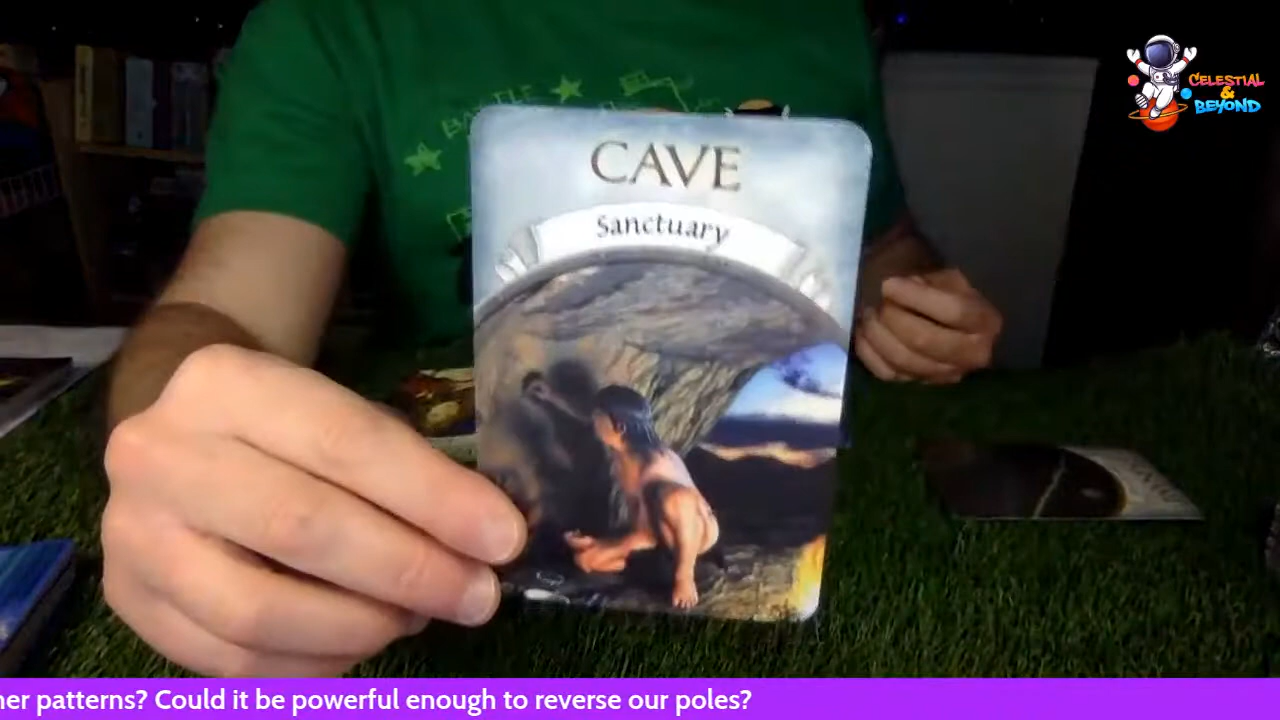 CELESTIAL
&
BEYOND
CAVE
Sanctuary
her patterns? Could it be powerful enough to reverse our poles?